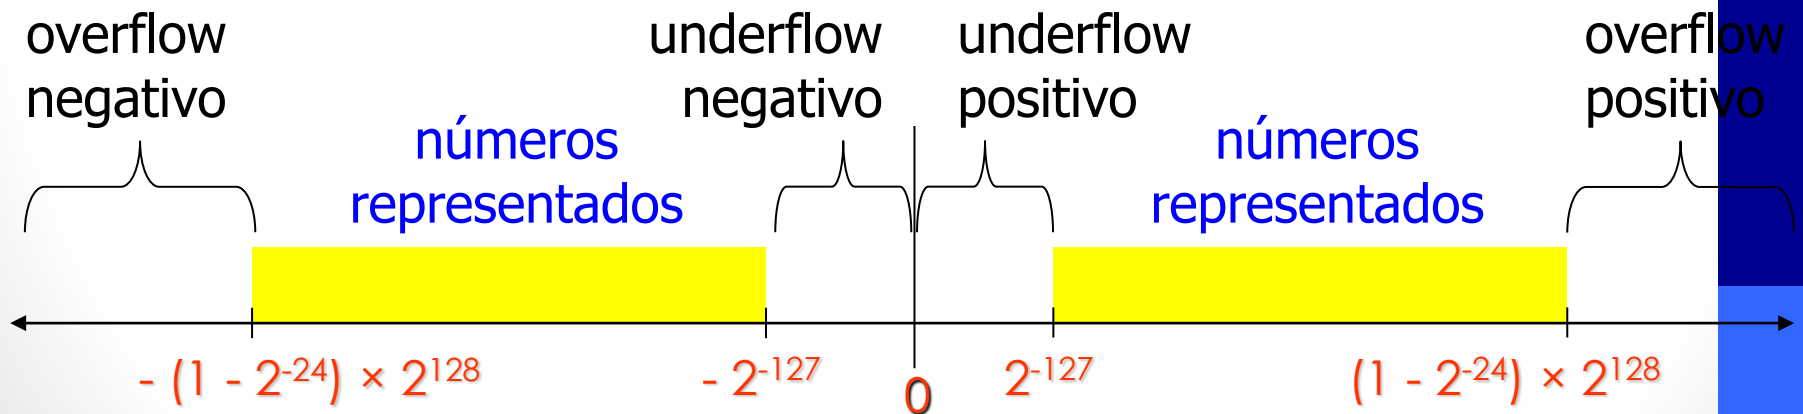 overflow
negativo
underflow
negativo
underflow
positivo
overflow
positivo
números
representados
números
representados
- (1 - 2⁻²⁴) × 2¹²⁸
- 2⁻¹²⁷
0
2⁻¹²⁷
(1 - 2⁻²⁴) × 2¹²⁸